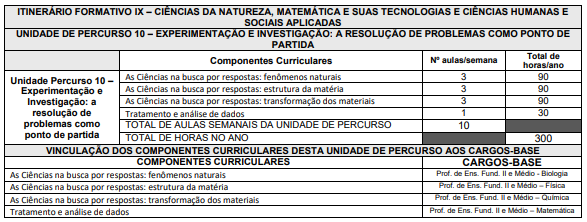 ITINERÁRIO FORMATIVO IX – CIÊNCIAS DA NATUREZA, MATEMÁTICA E SUAS TECNOLOGIAS E CIÊNCIAS HUMANAS E
SOCIAIS APLICADAS
UNIDADE DE PERCURSO 10 – EXPERIMENTAÇÃO E INVESTIGAÇÃO: A RESOLUÇÃO DE PROBLEMAS COMO PONTO DE
PARTIDA
Unidade Percurso 10 –
Experimentação e
Investigação: a
resolução de
problemas como
ponto de partida
Componentes Curriculares Nº aulas/semana Total de
horas/ano
As Ciências na busca por respostas: fenômenos naturais 3 90
As Ciências na busca por respostas: estrutura da matéria 3 90
As Ciências na busca por respostas: transformação dos materiais 3 90
Tratamento e análise de dados 1 30
TOTAL DE AULAS SEMANAIS DA UNIDADE DE PERCURSO 10
TOTAL DE HORAS NO ANO 300
VINCULAÇÃO DOS COMPONENTES CURRICULARES DESTA UNIDADE DE PERCURSO AOS CARGOS-BASE
COMPONENTES CURRICULARES CARGOS-BASE
As Ciências na busca por respostas: fenômenos naturais Prof. de Ens. Fund. II e Médio - Biologia
As Ciências na busca por respostas: estrutura da matéria Prof. de Ens. Fund. II e Médio – Física
As Ciências na busca por respostas: transformação dos materiais Prof. de Ens. Fund. II e Médio – Química
Tratamento e análise de dados Prof. de Ens. Fund. II e Médio – Matemática